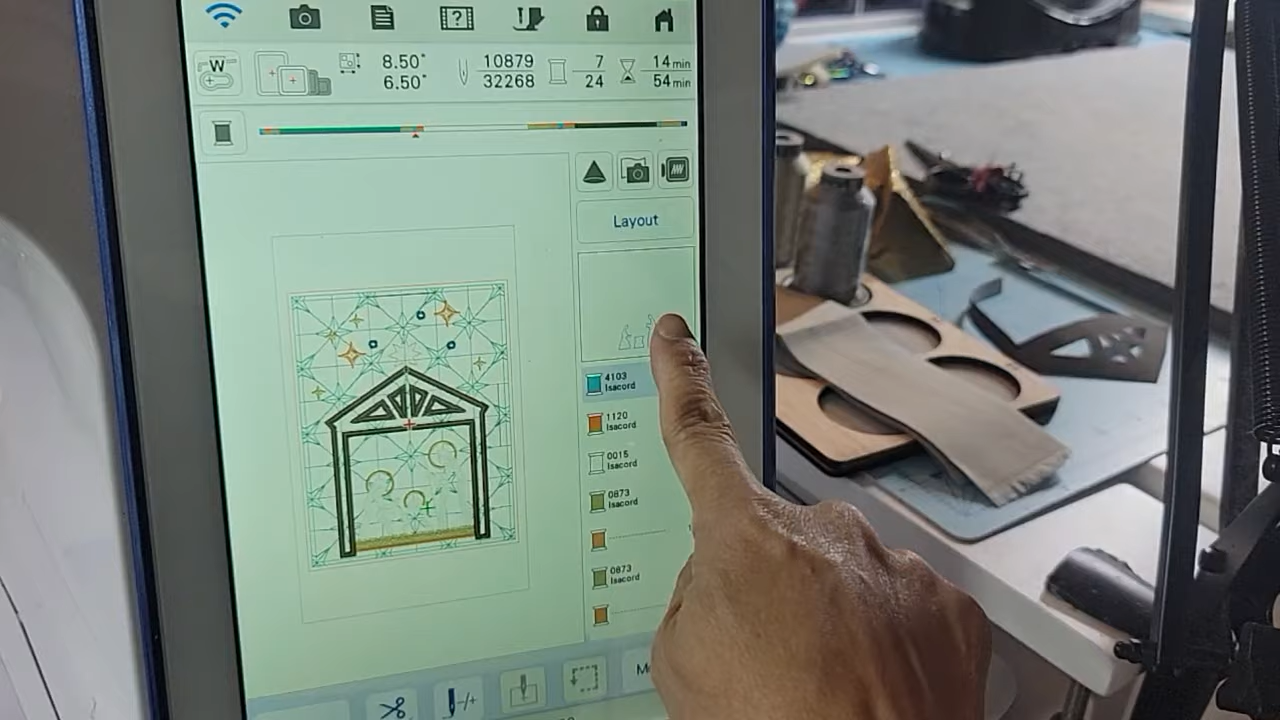 ?
W
8.50"
6.50"
10879
32268
7
24
14 min
54 min
Layout
4103
Isacord
1120
Isacord
0015
Isacord
0873
Isacord
0873
Isacord
-/+